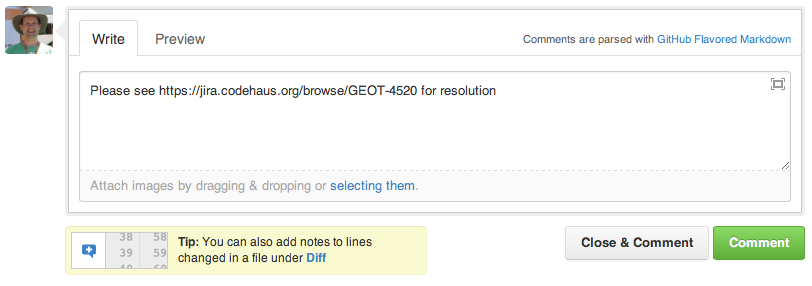 Write Preview Comments are parsed with GitHub Flavored Markdown
Please see https://jira.codehaus.org/browse/GEOT-4520 for resolution
Attach images by dragging & dropping or selecting them.
38 58
39 59
40 60
Tip: You can also add notes to lines
changed in a file under Diff
Close & Comment Comment